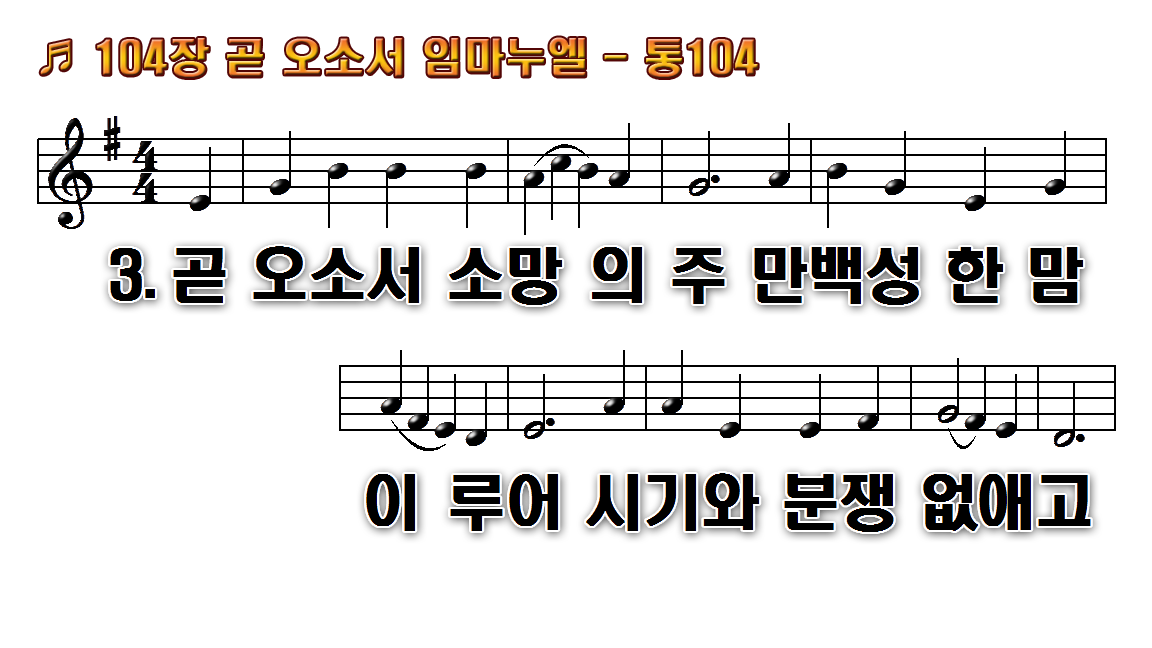 104장 곧 오소서 임마누엘 - 통104
4
4
3. 곧 오소서 소망 의 주 만백성 한 맘
이 루어 시기와 분쟁 없애고